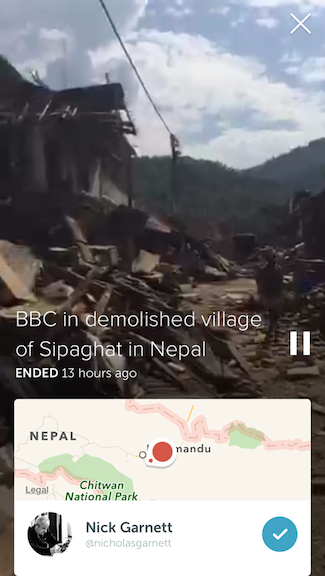 BBC in demolished village
of Sipaghat in Nepal
ENDED 13 hours ago
NEPAL
mandu
Chitwan
National Park
Legal
Nick Garnett
@nicholasgarnett